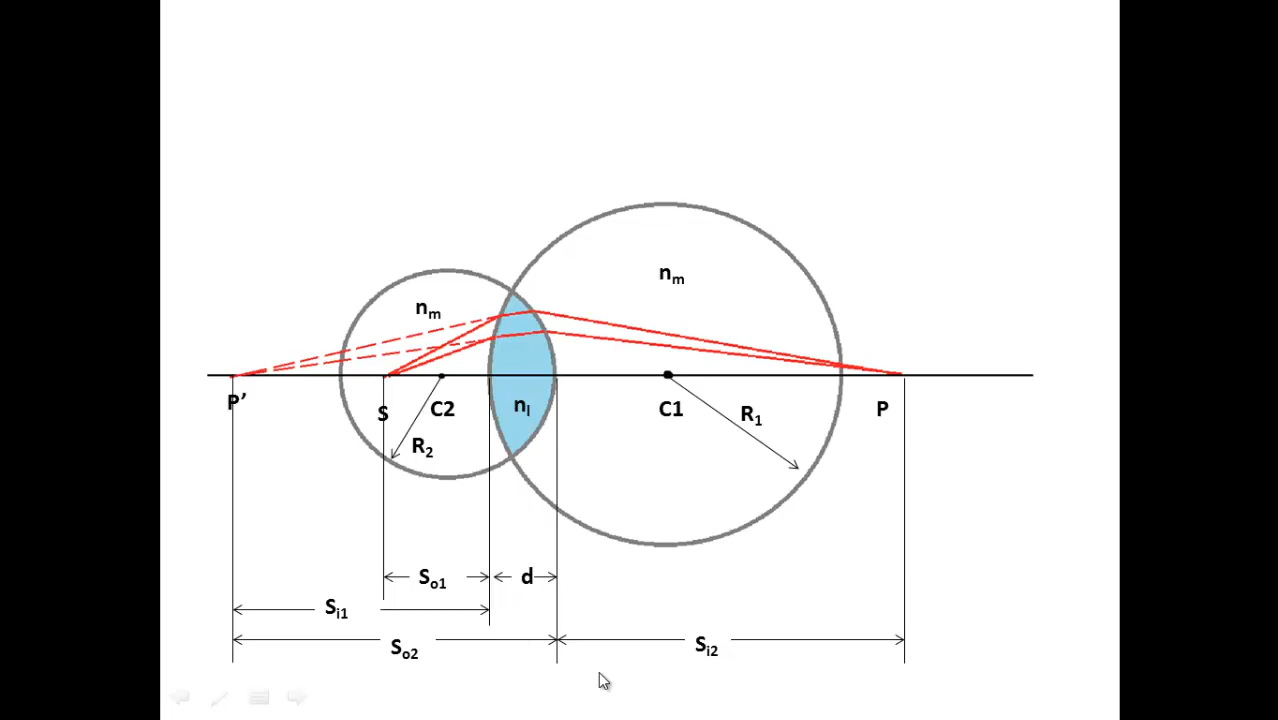 n_m
n_m
P’
S
C2
n_l
C1
R_1
P
R_2
S_o1
d
S_i1
S_o2
S_i2